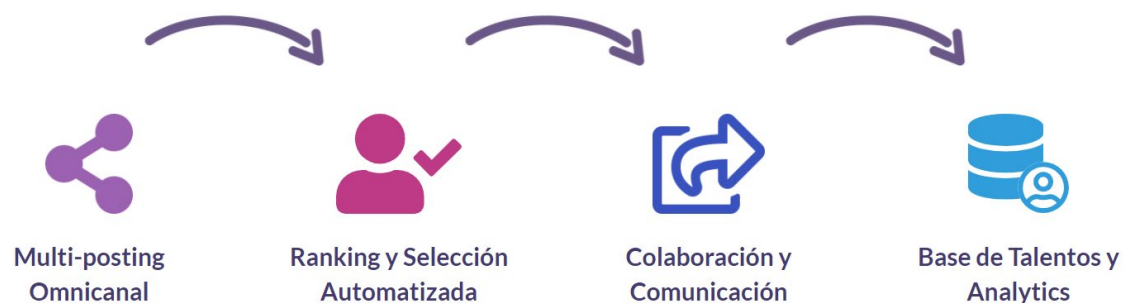 Multi-posting
Omnicanal
Ranking y Selección
Automatizada
Colaboración y
Comunicación
Base de Talentos y
Analytics